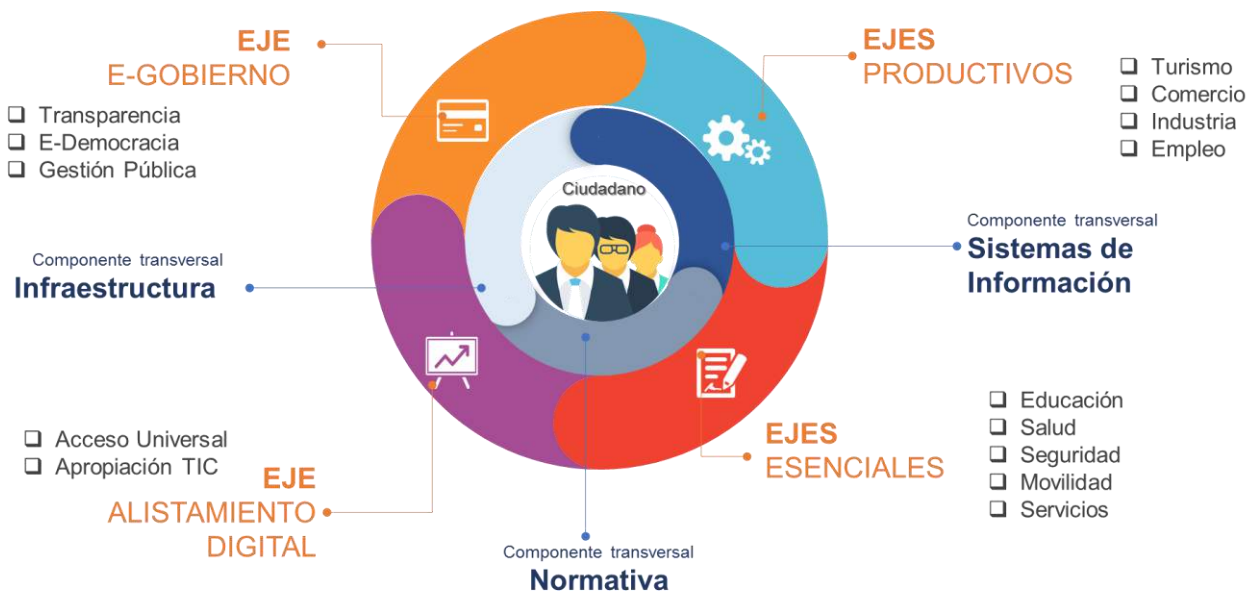 EJE
E-GOBIERNO
❑ Transparencia
❑ E-Democracia
❑ Gestión Pública
EJES
PRODUCTIVOS
❑ Turismo
❑ Comercio
❑ Industria
❑ Empleo
Ciudadano
Componente transversal
Infraestructura
Componente transversal
Sistemas de
Información
❑ Acceso Universal
❑ Apropiación TIC
EJE
ALISTAMIENTO
DIGITAL
EJES
ESENCIALES
❑ Educación
❑ Salud
❑ Seguridad
❑ Movilidad
❑ Servicios
Componente transversal
Normativa